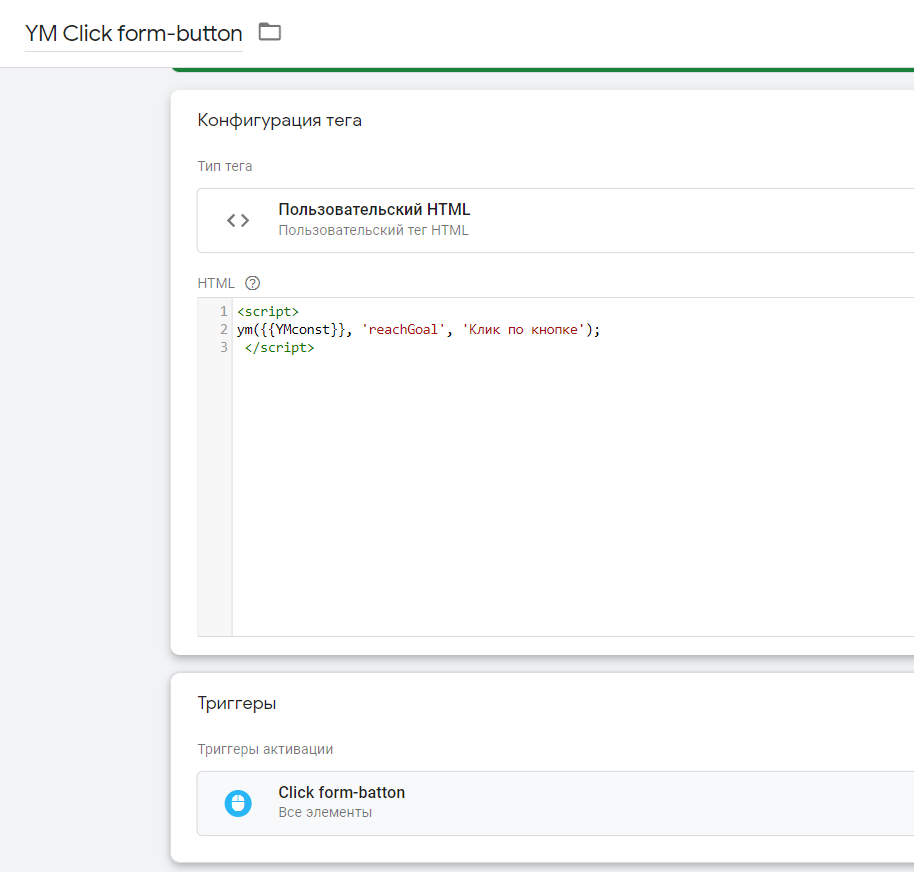 YM Click form-button
Конфигурация тега
Тип тега
Пользовательский HTML
Пользовательский тег HTML
HTML ?
1 <script>
2 ym({{YMconst}}, 'reachGoal', 'Клик по кнопке');
3 </script>
Триггеры
Триггеры активации
Click form-batton
Все элементы